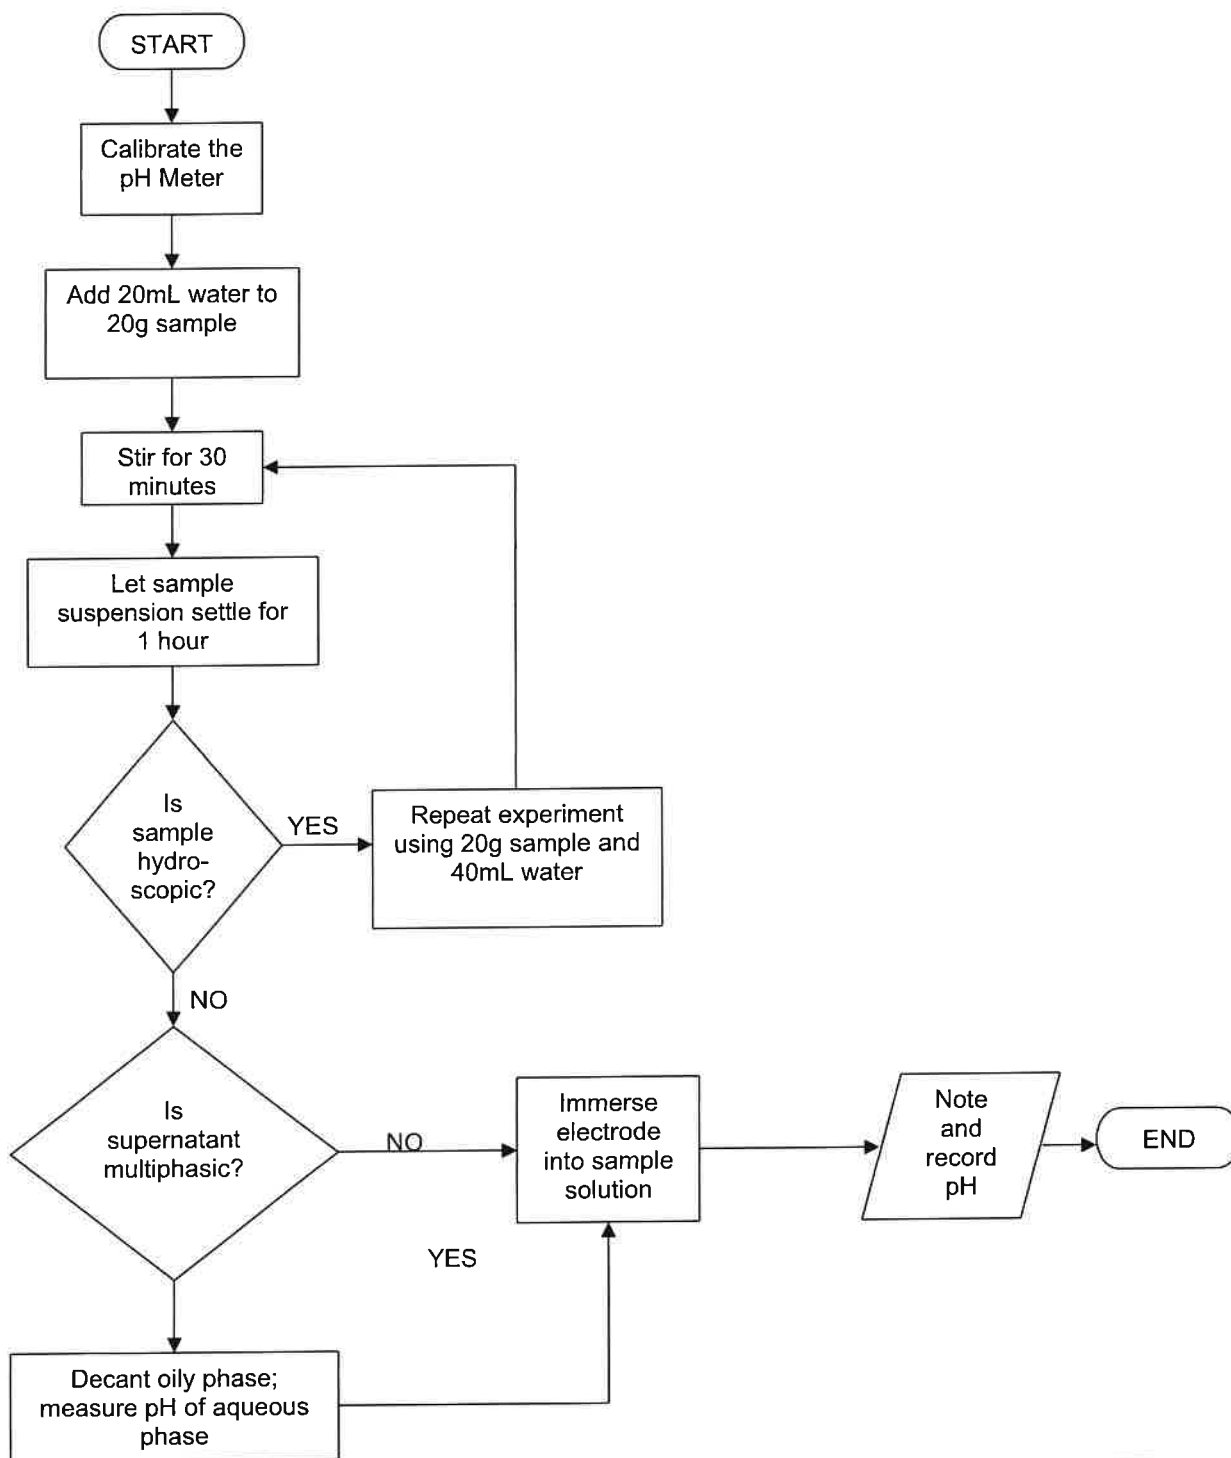 START
Calibrate the
pH Meter
Add 20mL water to
20g sample
Stir for 30
minutes
Let sample
suspension settle for
1 hour
Is
sample
hydro-
scopic?
YES
Repeat experiment
using 20g sample and
40mL water
NO
Is
supernatant
multiphasic?
NO
Immerse
electrode
into sample
solution
Note
and
record
pH
END
YES
Decant oily phase;
measure pH of aqueous
phase